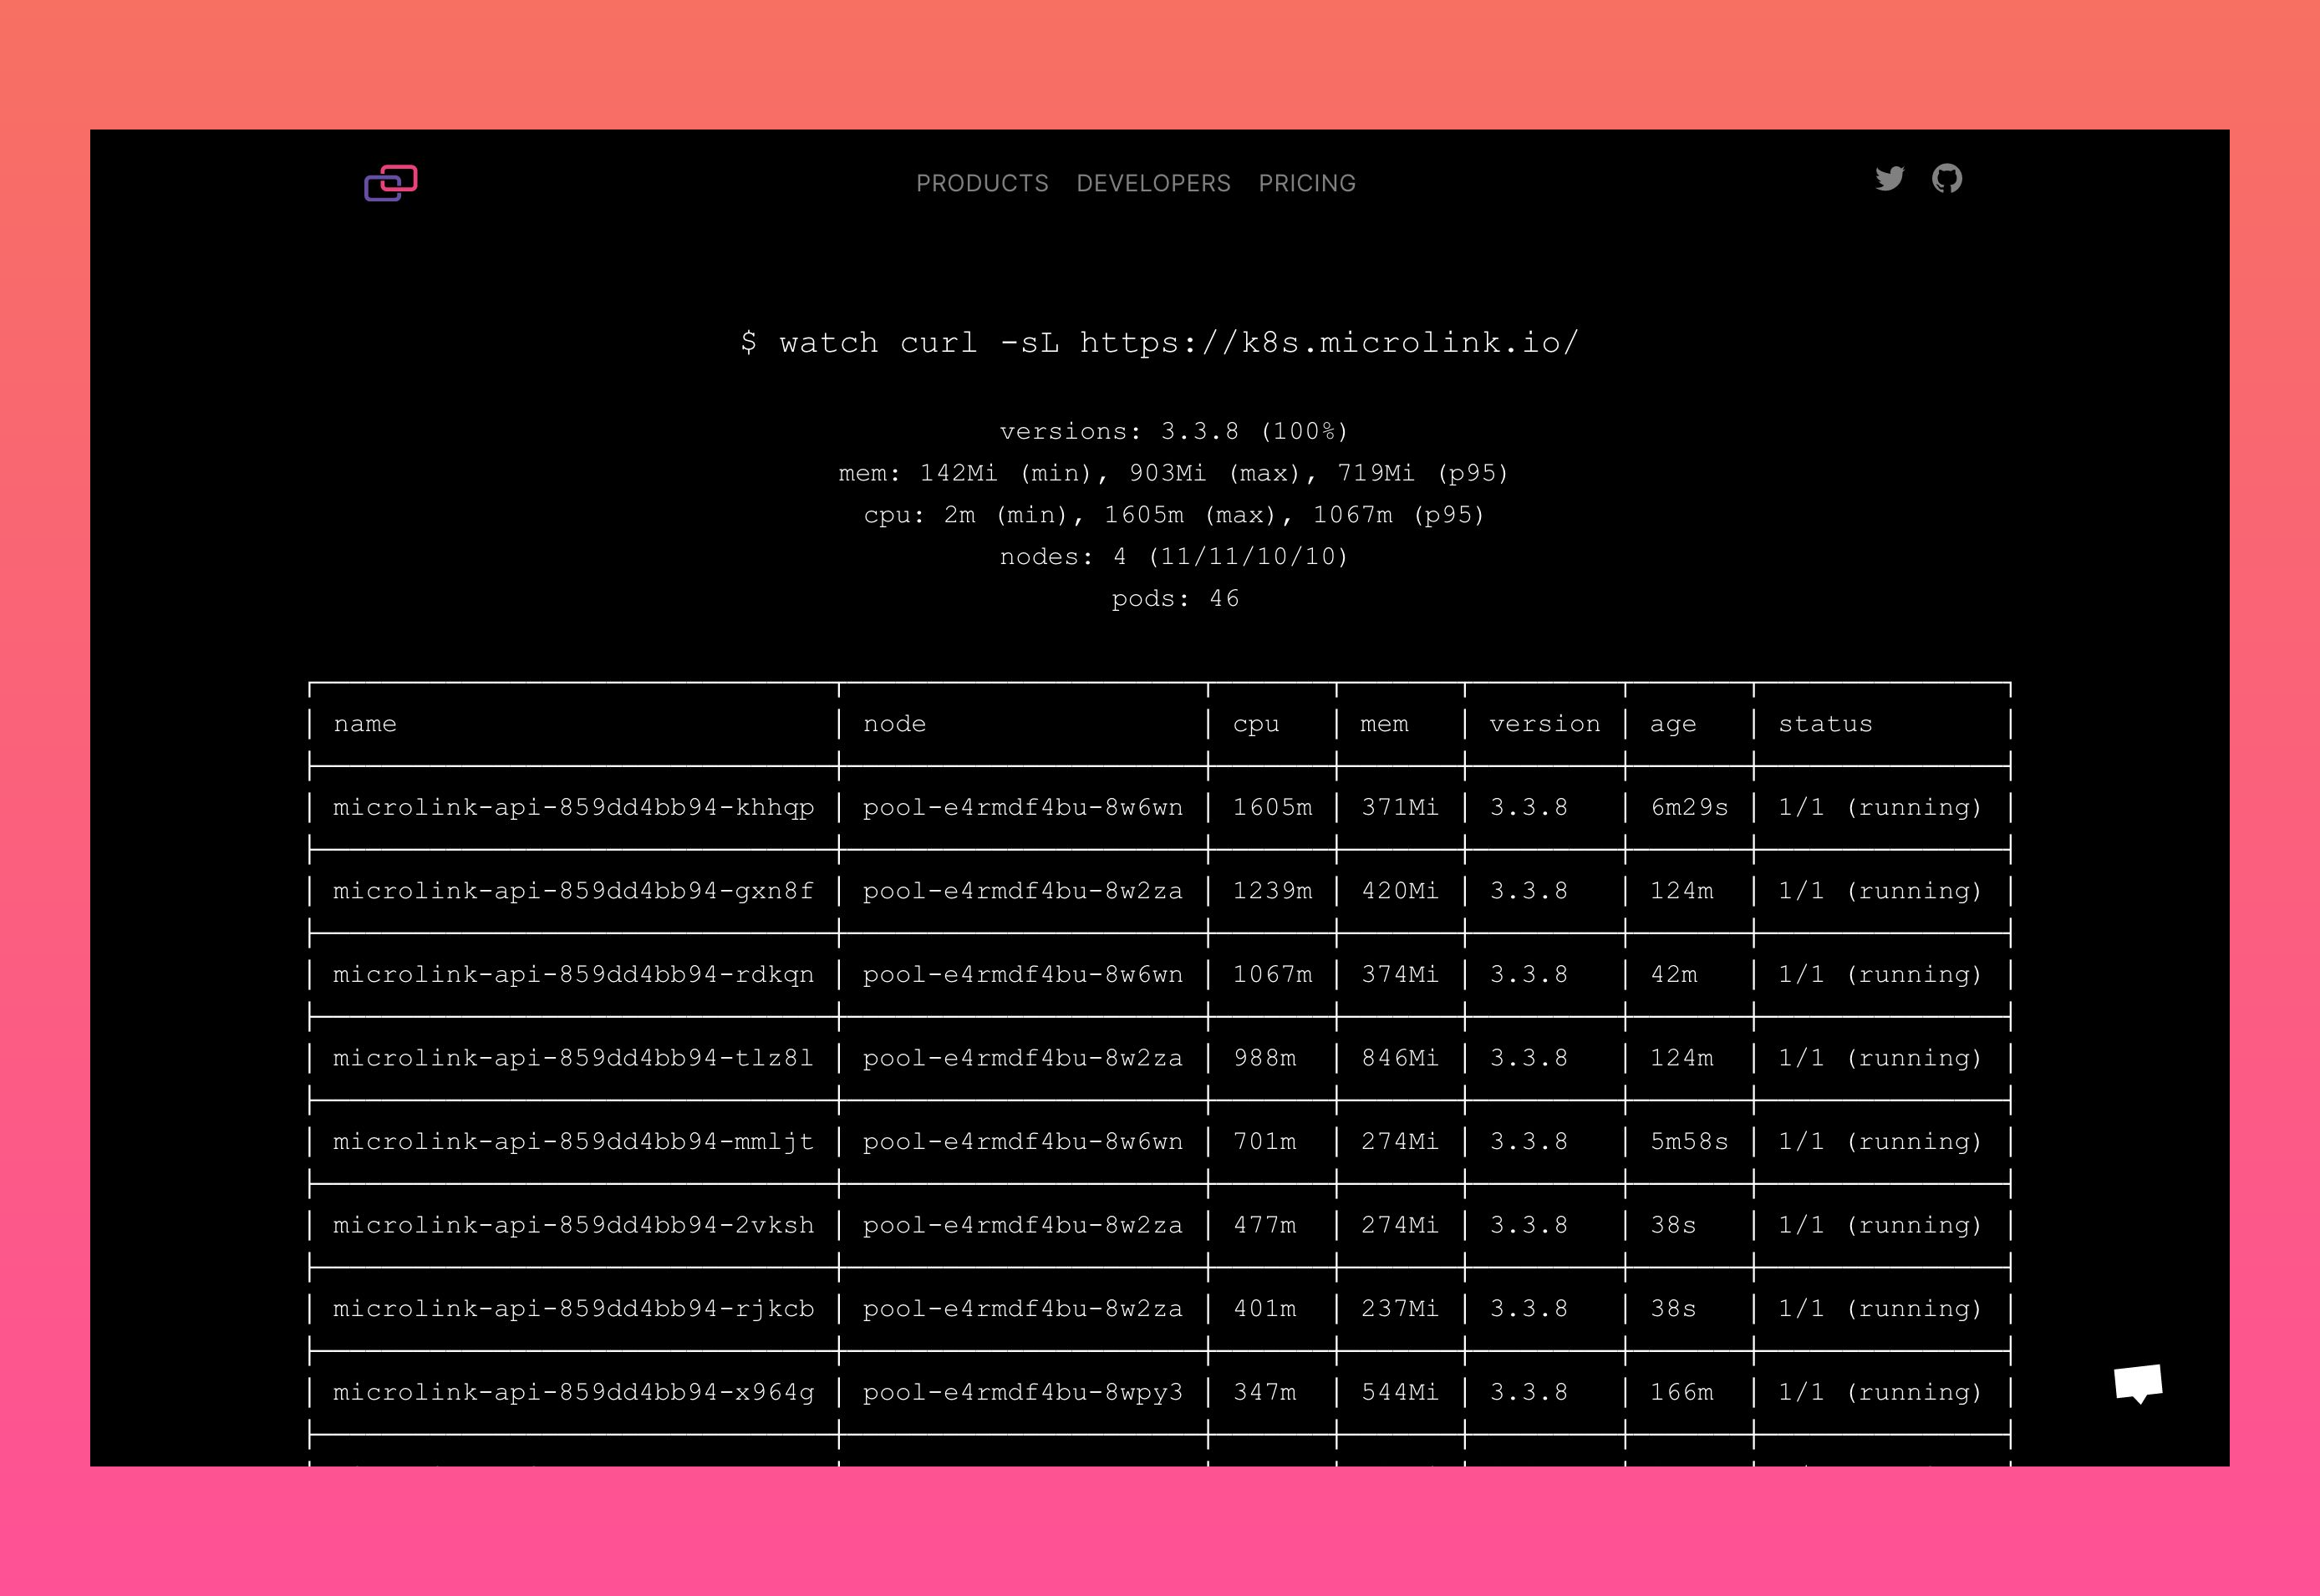 PRODUCTS DEVELOPERS PRICING
$ watch curl -sL https://k8s.microlink.io/
versions: 3.3.8 (100%)
mem: 142Mi (min), 903Mi (max), 719Mi (p95)
cpu: 2m (min), 1605m (max), 1067m (p95)
nodes: 4 (11/11/10/10)
pods: 46
name node cpu mem version age status
microlink-api-859dd4bb94-khhqp pool-e4rmdf4bu-8w6wn 1605m 371Mi 3.3.8 6m29s 1/1 (running)
microlink-api-859dd4bb94-gxn8f pool-e4rmdf4bu-8w2za 1239m 420Mi 3.3.8 124m 1/1 (running)
microlink-api-859dd4bb94-rdkqn pool-e4rmdf4bu-8w6wn 1067m 374Mi 3.3.8 42m 1/1 (running)
microlink-api-859dd4bb94-tlz8l pool-e4rmdf4bu-8w2za 988m 846Mi 3.3.8 124m 1/1 (running)
microlink-api-859dd4bb94-mmljt pool-e4rmdf4bu-8w6wn 701m 274Mi 3.3.8 5m58s 1/1 (running)
microlink-api-859dd4bb94-2vksh pool-e4rmdf4bu-8w2za 477m 274Mi 3.3.8 38s 1/1 (running)
microlink-api-859dd4bb94-rjkcb pool-e4rmdf4bu-8w2za 401m 237Mi 3.3.8 38s 1/1 (running)
microlink-api-859dd4bb94-x964g pool-e4rmdf4bu-8wpy3 347m 544Mi 3.3.8 166m 1/1 (running)